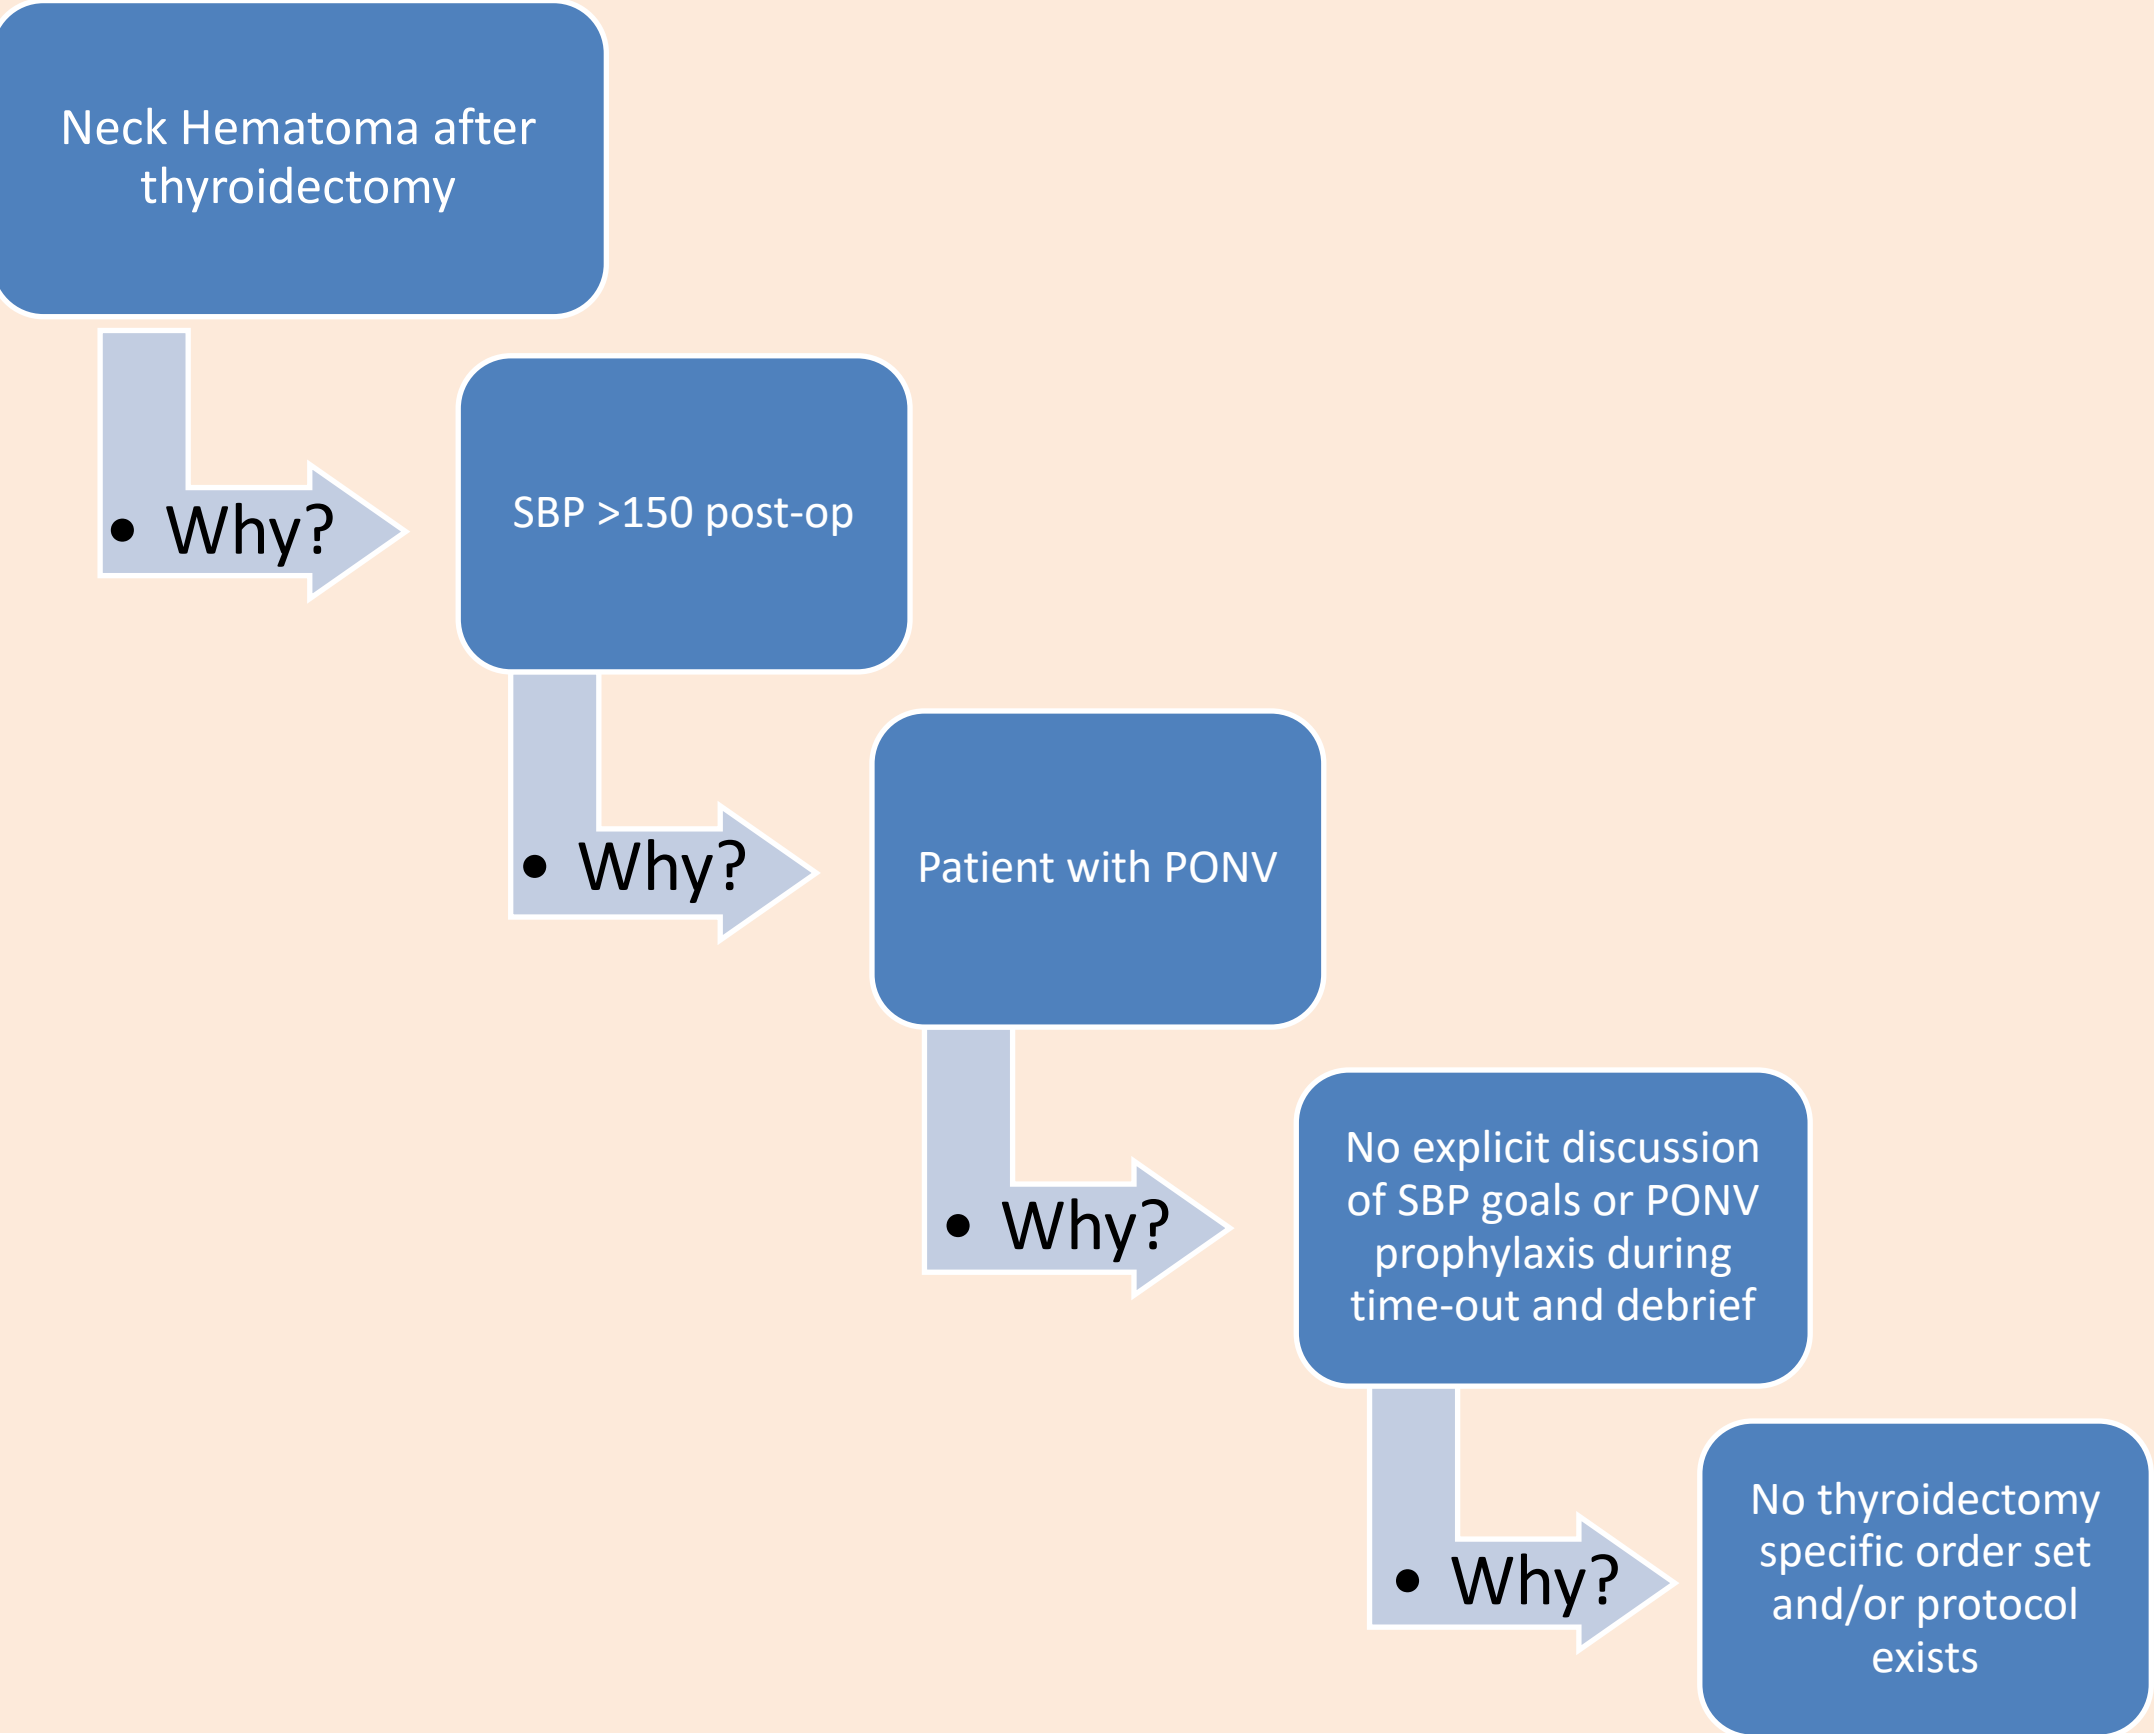 Neck Hematoma after
thyroidectomy
• Why?
SBP >150 post-op
• Why?
Patient with PONV
• Why?
No explicit discussion
of SBP goals or PONV
prophylaxis during
time-out and debrief
• Why?
No thyroidectomy
specific order set
and/or protocol
exists